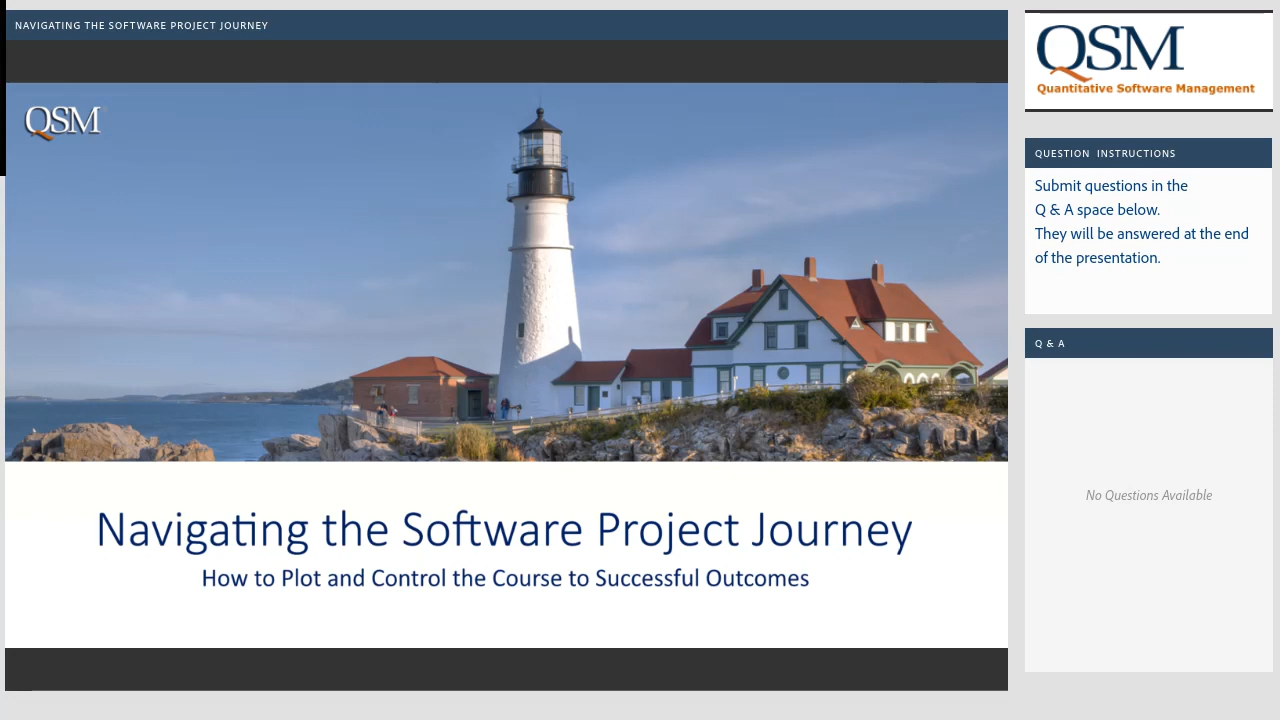 NAVIGATING THE SOFTWARE PROJECT JOURNEY
QSM
Navigating the Software Project Journey
How to Plot and Control the Course to Successful Outcomes
QSM
Quantitative Software Management
QUESTION INSTRUCTIONS
Submit questions in the
Q & A space below.
They will be answered at the end
of the presentation.
Q & A
No Questions Available